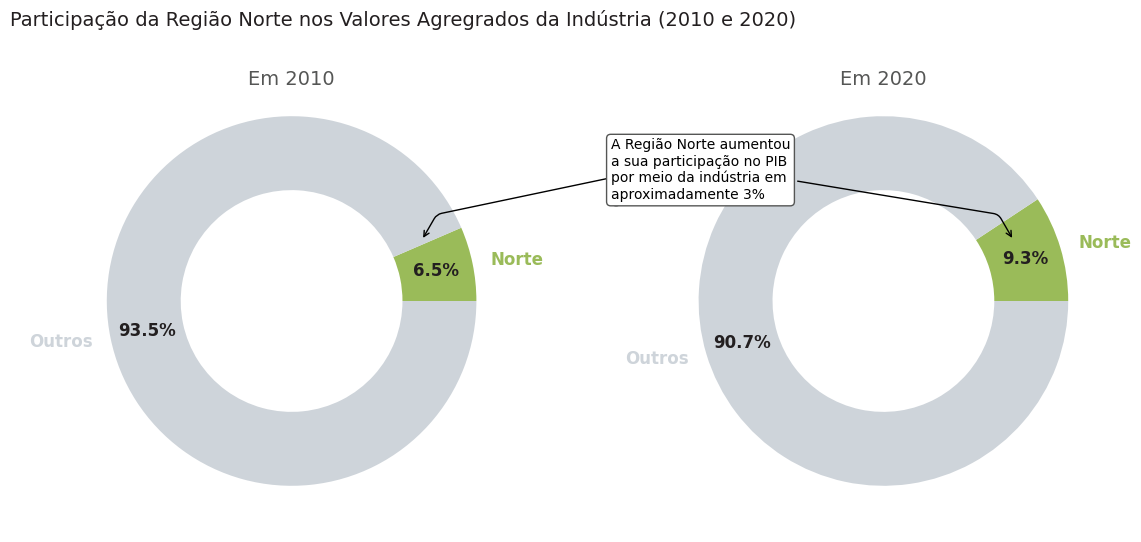 Participação da Região Norte nos Valores Agregrados da Indústria (2010 e 2020)
Em 2010
Em 2020
A Região Norte aumentou
a sua participação no PIB
por meio da indústria em
aproximadamente 3%
Norte
6.5%
93.5%
Outros
Norte
9.3%
90.7%
Outros